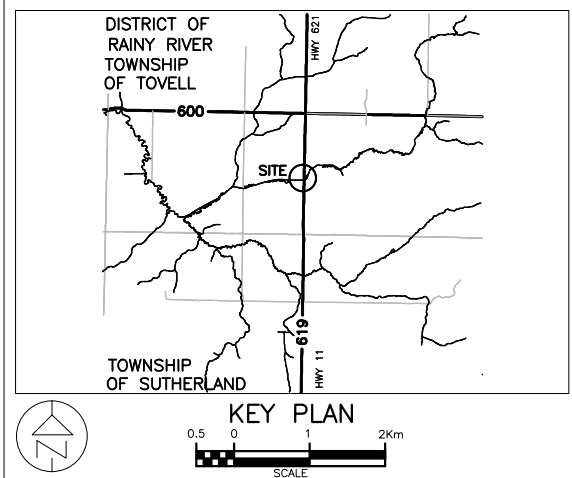 DISTRICT OF
RAINY RIVER
TOWNSHIP
OF TOVELL
HWY 621
600
SITE
619
HWY 11
TOWNSHIP
OF SUTHERLAND
KEY PLAN
N
0.5 0 1 2Km
SCALE